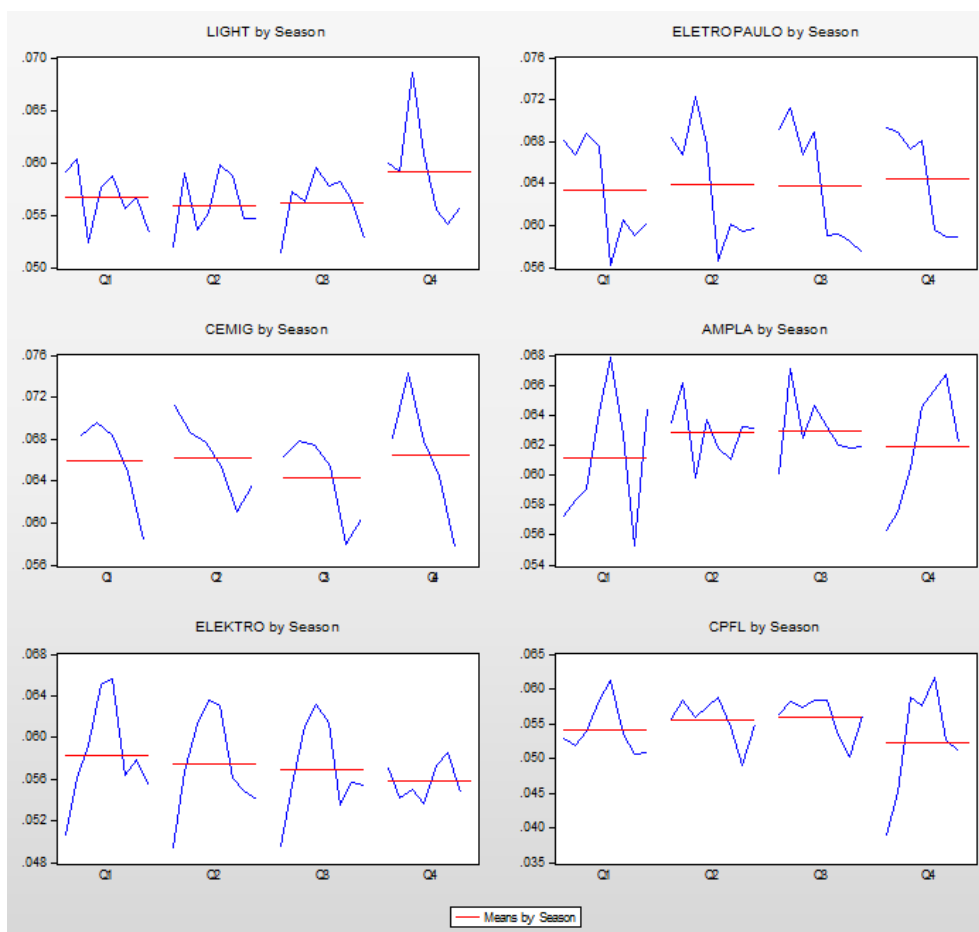 LIGHT by Season
.070
.065
.060
.055
.050
Q1 Q2 Q3 Q4
ELETROPAULO by Season
.076
.072
.068
.064
.060
.056
Q1 Q2 Q3 Q4
CEMIG by Season
.076
.072
.068
.064
.060
.056
Q1 Q2 Q3 Q4
AMPLA by Season
.068
.066
.064
.062
.060
.058
.056
.054
Q1 Q2 Q3 Q4
ELEKTRO by Season
.068
.064
.060
.056
.052
.048
Q1 Q2 Q3 Q4
CPFL by Season
.065
.060
.055
.050
.045
.040
.035
Q1 Q2 Q3 Q4
Means by Season